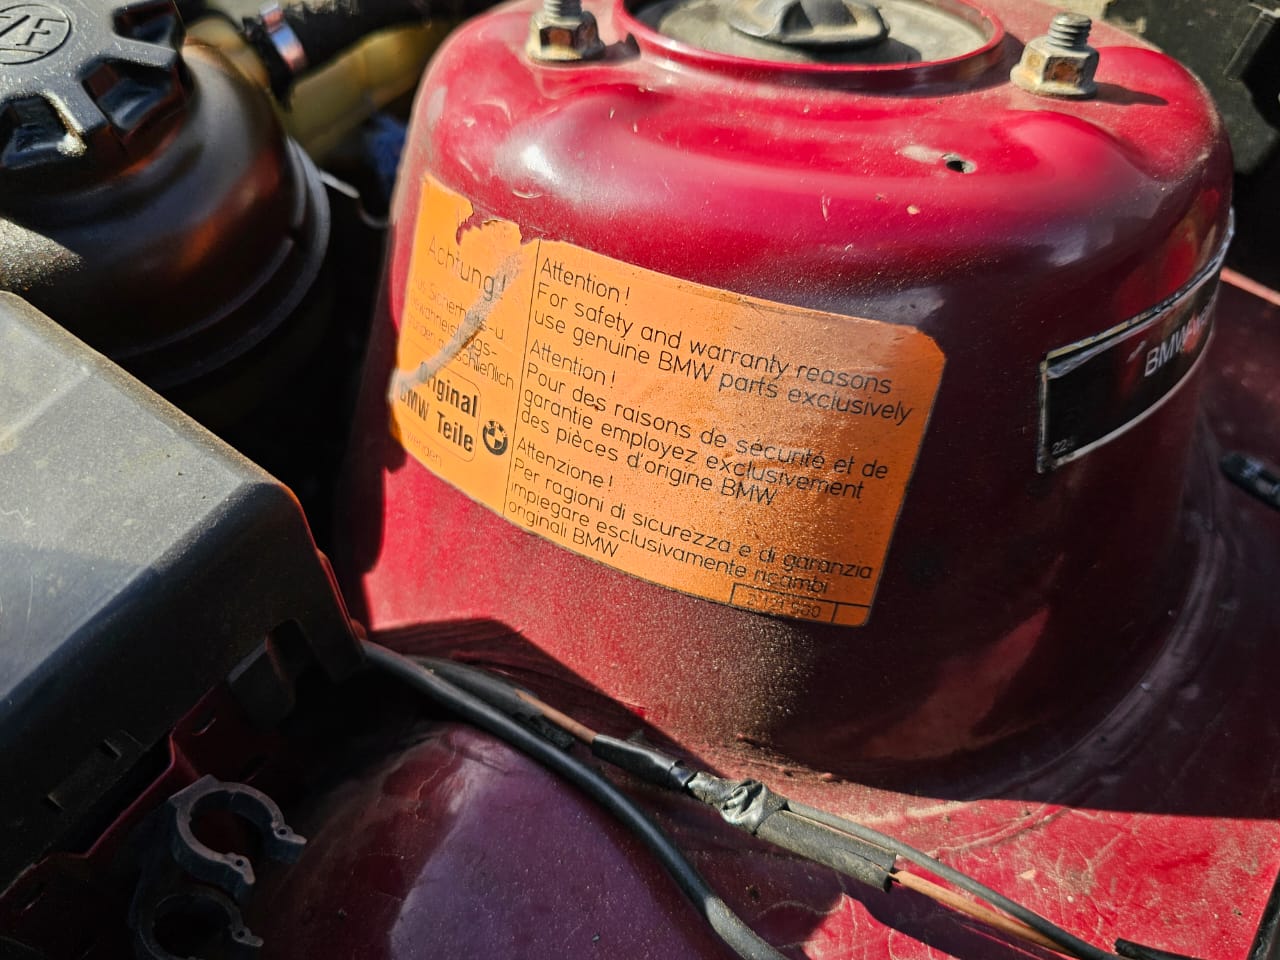 ZF
Achtung!
Original
BMW Teile
wenden
Attention!
For safety and warranty reasons
use genuine BMW parts exclusively
Attention!
Pour des raisons de sécurité et de
garantie employez exclusivement
des pièces d'origine BMW
Attenzione!
Per ragioni di sicurezza e di garanzia
impiegare esclusivamente ricambi
originali BMW
BMW